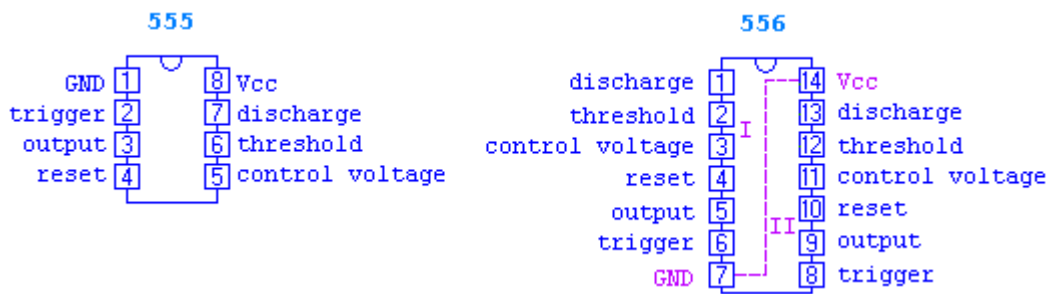 555
GND 1 8 Vcc
trigger 2 7 discharge
output 3 6 threshold
reset 4 5 control voltage
556
discharge 1 14 Vcc
threshold 2 I 13 discharge
control voltage 3 12 threshold
reset 4 11 control voltage
output 5 10 reset
trigger 6 II 9 output
GND 7 8 trigger